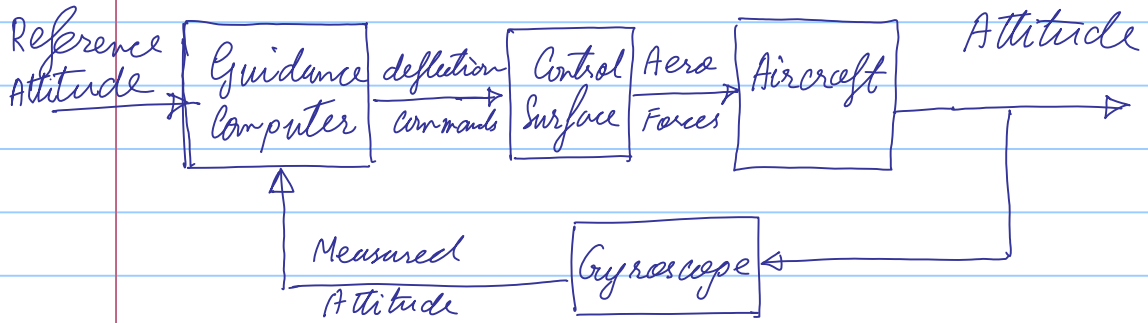 Reference
Attitude
Guidance
Computer
deflection
Commands
Control
Surface
Aero
Forces
Aircraft
Attitude
Measured
Attitude
Gyroscope